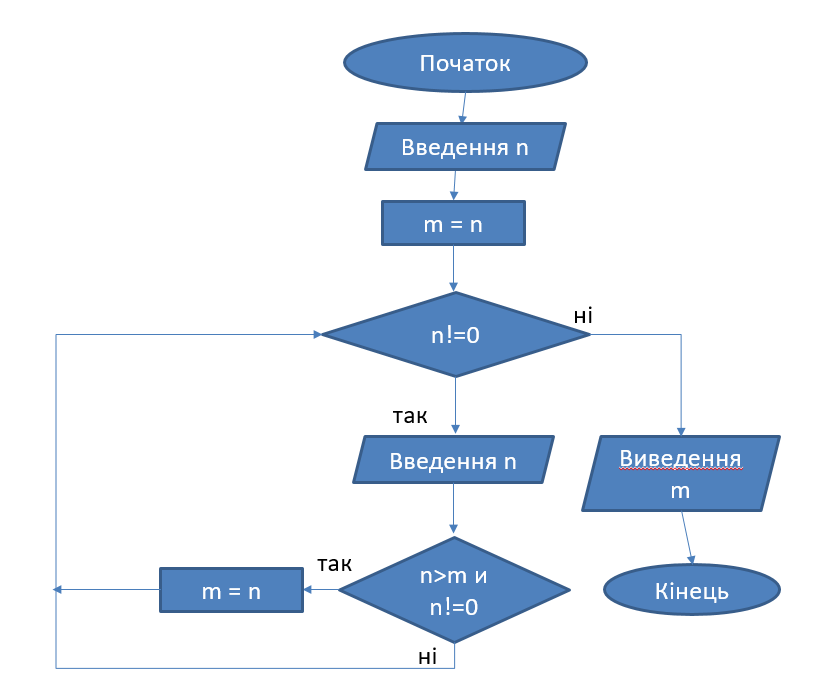 Початок
Введення n
m = n
n!=0
ні
так
Введення n
Виведення
m
так
n>m и
n!=0
m = n
Кінець
ні